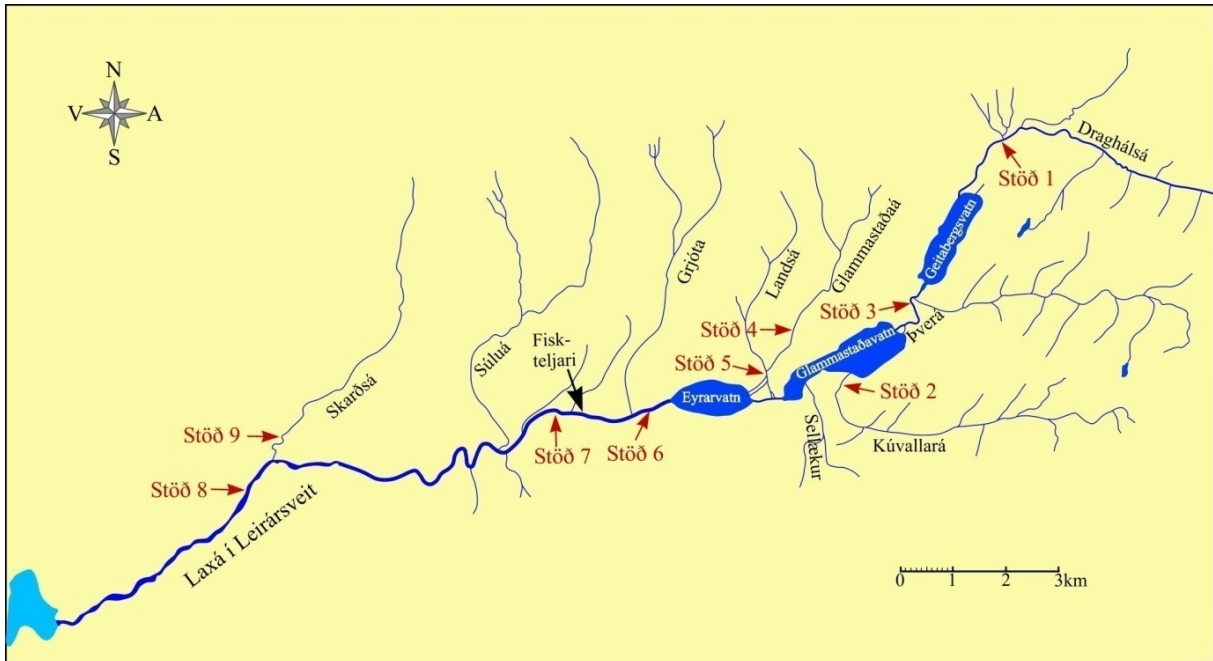 N
V
A
S
Draghálsá
Stöð 1
Geitabergsvatn
Grjóta
Landsá
Glammastaðaá
Stöð 3
Þverá
Stöð 4
Glammastaðavatn
Súluá
Fisk-
teljari
Stöð 5
Eyrarvatn
Stöð 2
Skarðsá
Stöð 9
Stöð 7
Stöð 6
Sellækur
Kúvallará
Stöð 8
Laxá í Leirársveit
0 1 2 3km